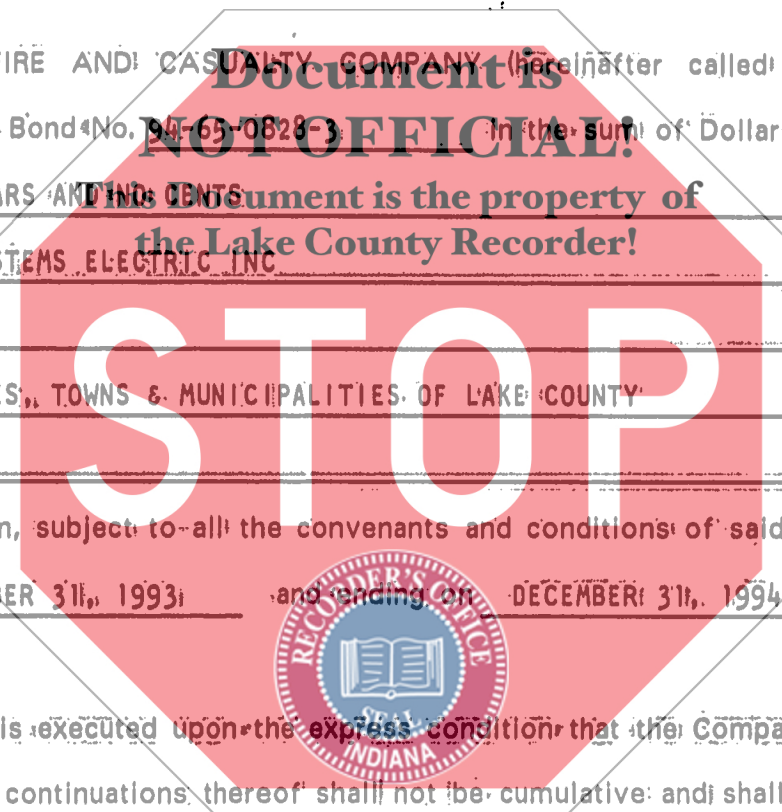 IRE AND CASUALTY COMPANY (hereinafter called
Document is
Bond No. 94-65-0828-3 in the sum of Dollar
NOT OFFICIAL!
ARS AND NO CENTS
This Document is the property of
the Lake County Recorder!
STEMS ELECTRIC INC
STOP
ES, TOWNS & MUNICIPALITIES OF LAKE COUNTY
n, subject to all the convenants and conditions of said
BER 31, 1993 and ending on DECEMBER 31, 1994
RECORDER'S OFFICE
SEAL
INDIANA
is executed upon the express condition that the Compa
continuations thereof shall not be cumulative and shall